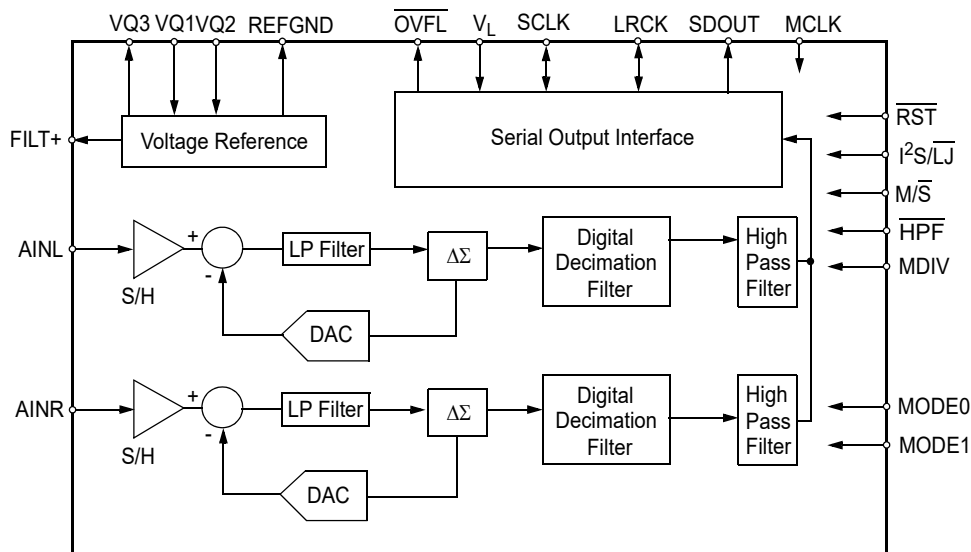 VQ3 VQ1 VQ2 REFGND OVFL VL SCLK LRCK SDOUT MCLK
FILT+
Voltage Reference
Serial Output Interface
RST
I²S/LJ
M/S
HPF
MDIV
AINL
+
-
S/H
LP Filter
ΔΣ
DAC
Digital
Decimation
Filter
High
Pass
Filter
AINR
+
-
S/H
LP Filter
ΔΣ
DAC
Digital
Decimation
Filter
High
Pass
Filter
MODE0
MODE1